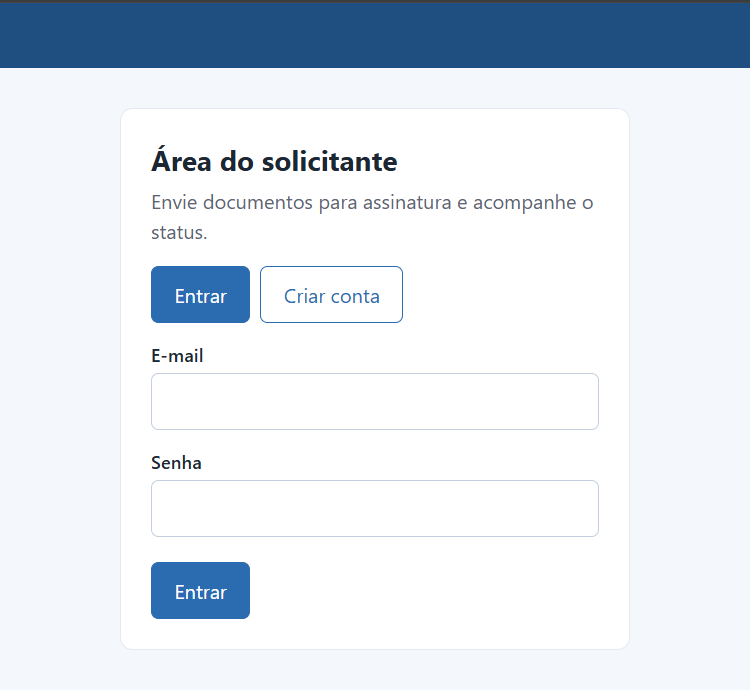 Área do solicitante
Envie documentos para assinatura e acompanhe o
status.
Entrar Criar conta
E-mail
Senha
Entrar